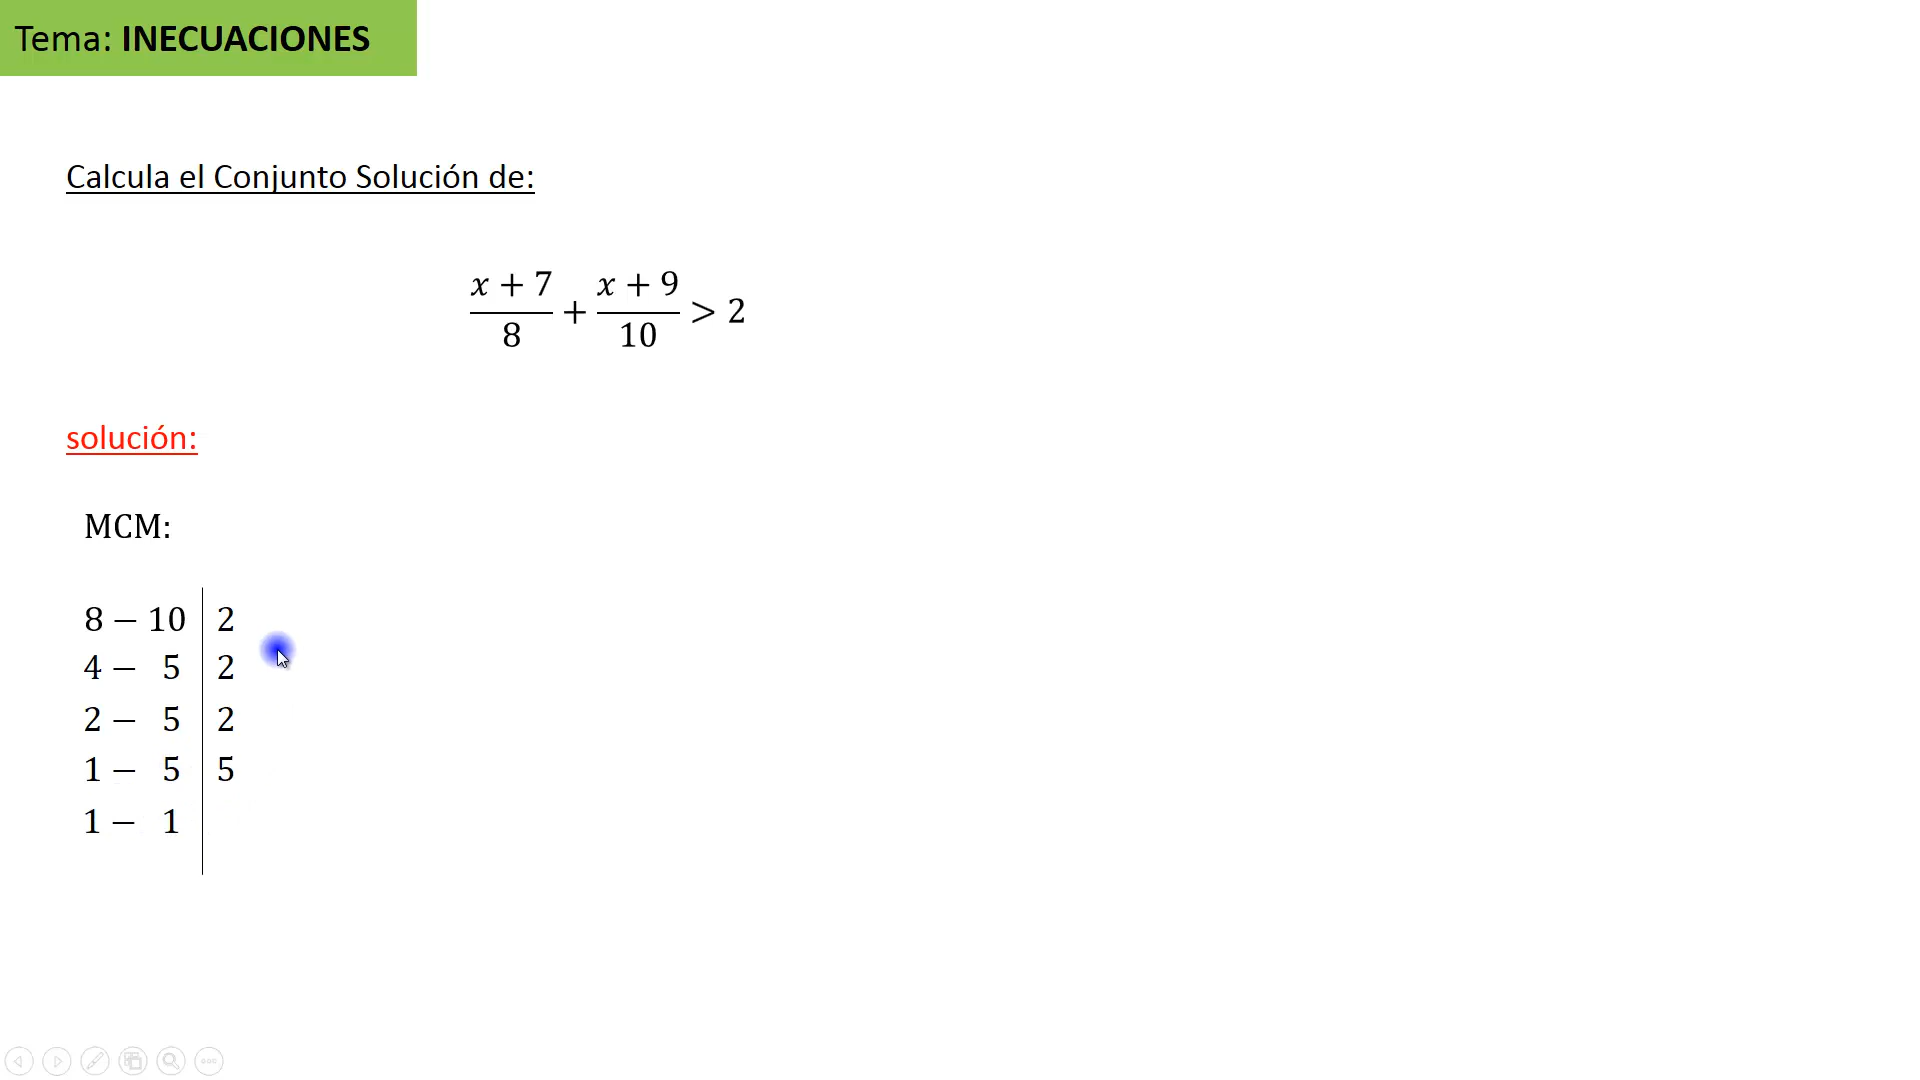 Tema: INECUACIONES
Calcula el Conjunto Solución de:
x + 7 x + 9
+ > 2
8 10
solución:
MCM:
8 − 10 2
4 − 5 2
2 − 5 2
1 − 5 5
1 − 1